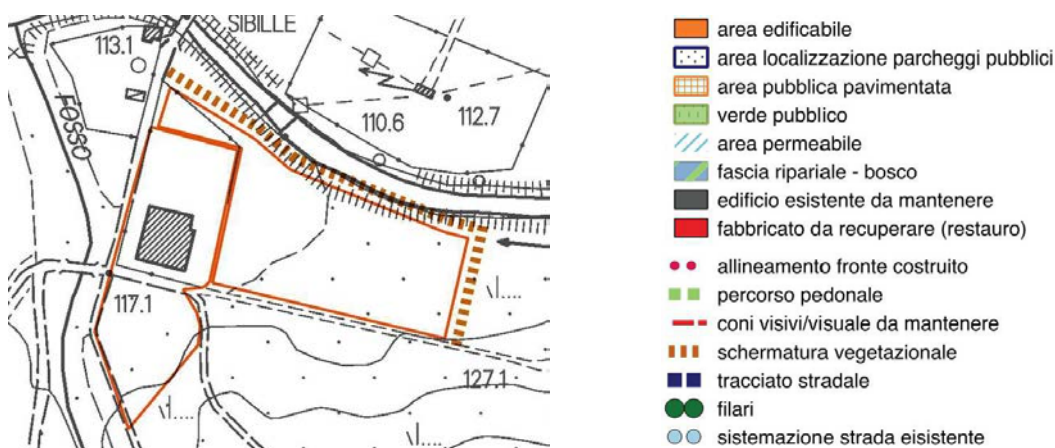 SIBILLE
113.1
FOSSO
110.6
112.7
117.1
127.1
area edificabile
area localizzazione parcheggi pubblici
area pubblica pavimentata
verde pubblico
area permeabile
fascia ripariale - bosco
edificio esistente da mantenere
fabbricato da recuperare (restauro)
allineamento fronte costruito
percorso pedonale
coni visivi/visuale da mantenere
schermatura vegetazionale
tracciato stradale
filari
sistemazione strada eisistente